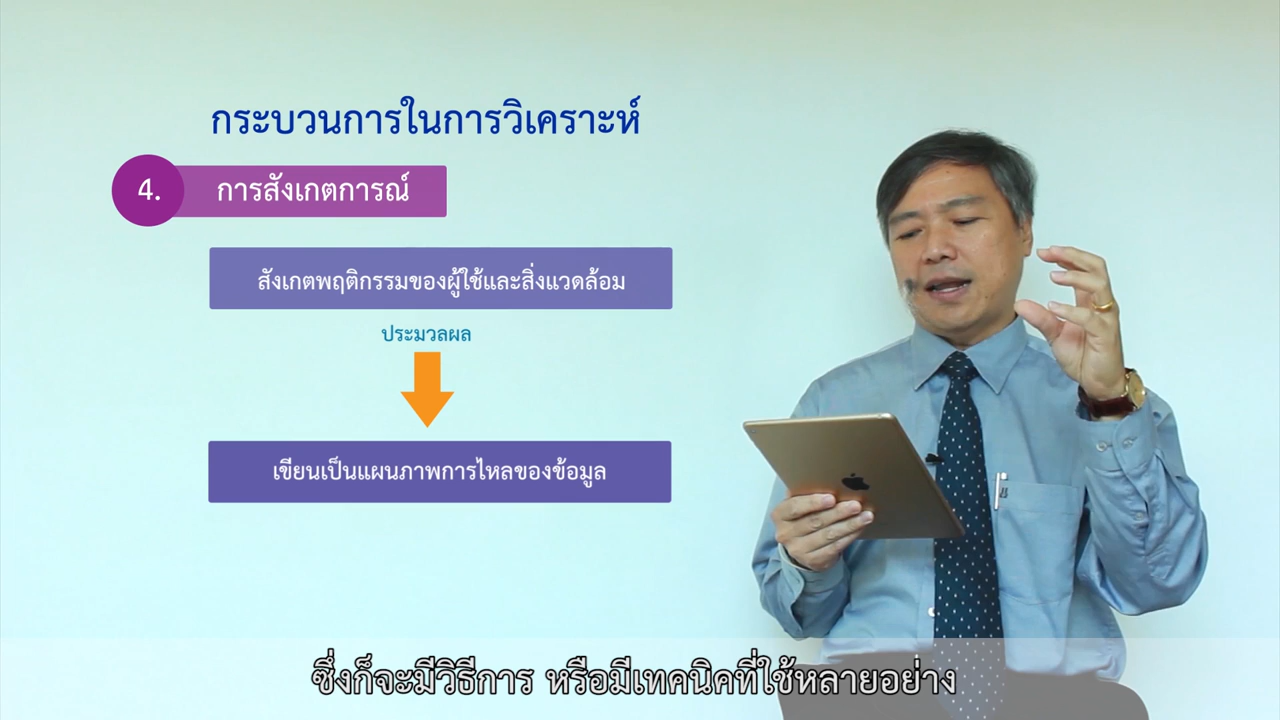 กระบวนการในการวิเคราะห์
4.
การสังเกตการณ์
สังเกตพฤติกรรมของผู้ใช้และสิ่งแวดล้อม
ประมวลผล
เขียนเป็นแผนภาพการไหลของข้อมูล
ซึ่งก็จะมีวิธีการ หรือมีเทคนิคที่ใช้หลายอย่าง